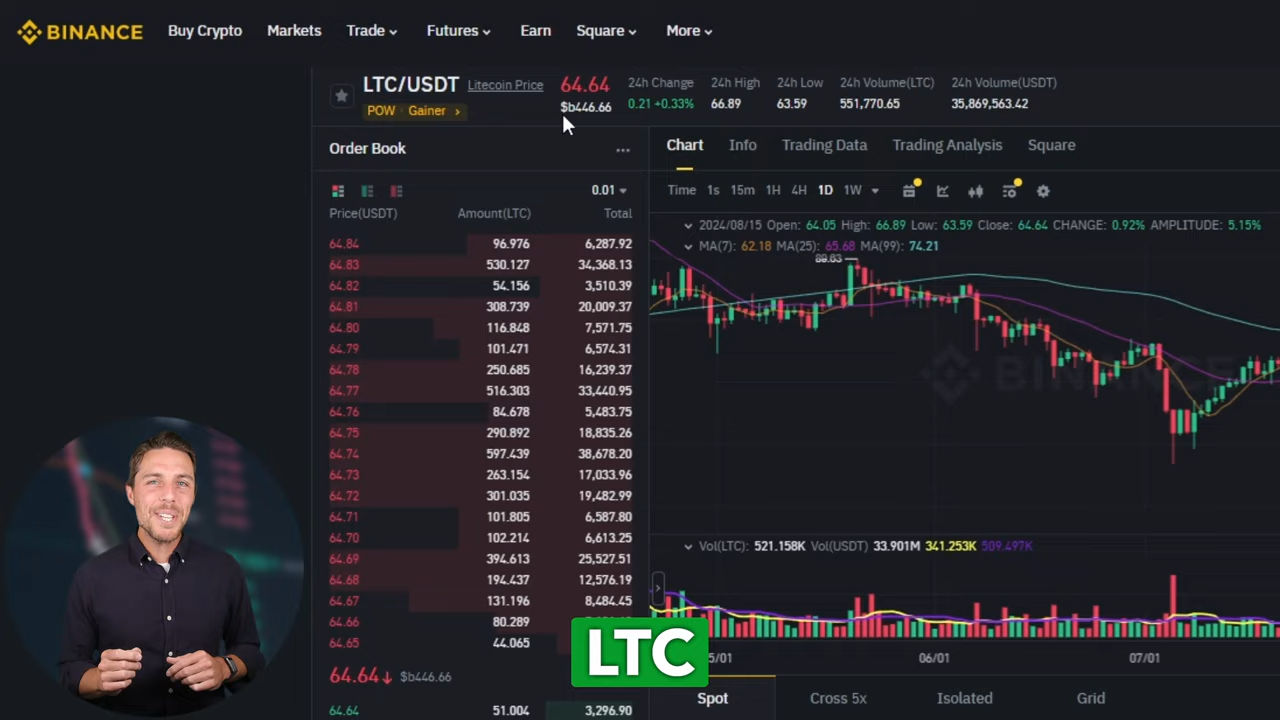 BINANCE Buy Crypto Markets Trade Futures Earn Square More
LTC/USDT Litecoin Price 64.64 24h Change 24h High 24h Low 24h Volume(LTC) 24h Volume(USDT)
POW Gainer $b446.66 0.21 +0.33% 66.89 63.59 551,770.65 35,869,563.42
Order Book ... Chart Info Trading Data Trading Analysis Square
0.01 Time 1s 15m 1H 4H 1D 1W
Price(USDT) Amount(LTC) Total
2024/08/15 Open: 64.05 High: 66.89 Low: 63.59 Close: 64.64 CHANGE: 0.92% AMPLITUDE: 5.15%
MA(7): 62.18 MA(25): 65.68 MA(99): 74.21
64.84 96.976 6,287.92
64.83 530.127 34,368.13
64.82 54.156 3,510.39
64.81 308.739 20,009.37
64.80 116.848 7,571.75
64.79 101.471 6,574.31
64.78 250.685 16,239.37
BINANCE
64.77 516.303 33,440.95
64.76 84.678 5,483.75
64.75 290.892 18,835.26
64.74 597.439 38,678.20
64.73 263.154 17,033.96
64.72 301.035 19,482.99
64.71 101.805 6,587.80
64.70 102.214 6,613.25
Vol(LTC): 521.158K Vol(USDT) 33.901M 341.253K 509.497K
64.69 394.613 25,527.51
64.68 194.437 12,576.19
64.67 131.196 8,484.45
64.66 80.289
64.65 44.065
LTC
06/01 07/01
64.64↓ $b446.66
Spot Cross 5x Isolated Grid
64.64 51.004 3,296.90